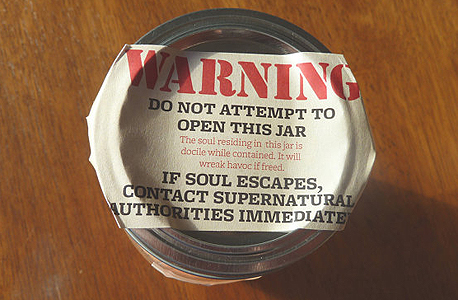 WARNING
DO NOT ATTEMPT TO
OPEN THIS JAR
The soul residing in this jar is
docile while contained. It will
wreak havoc if freed.
IF SOUL ESCAPES,
CONTACT SUPERNATURAL
AUTHORITIES IMMEDIATE